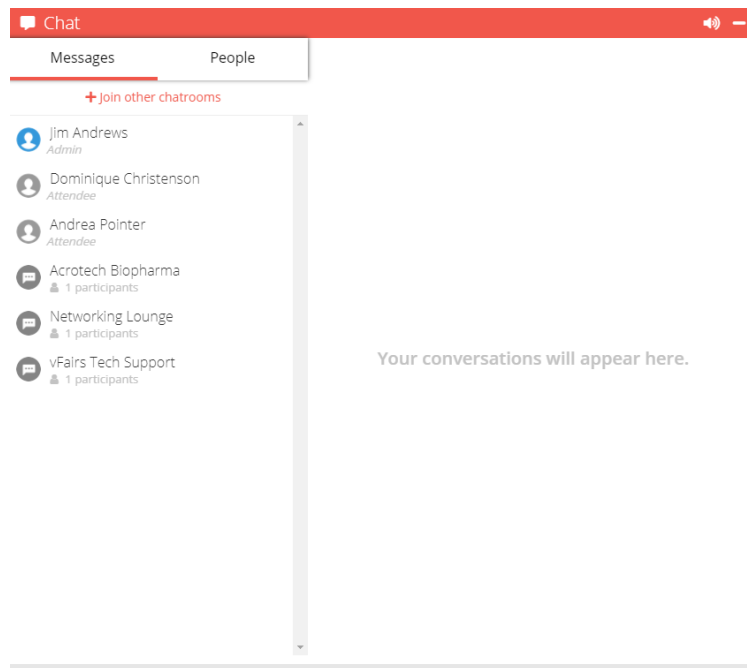 Chat
Messages People
+ Join other chatrooms
Jim Andrews
Admin
Dominique Christenson
Attendee
Andrea Pointer
Attendee
Acrotech Biopharma
1 participants
Networking Lounge
1 participants
vFairs Tech Support
1 participants
Your conversations will appear here.